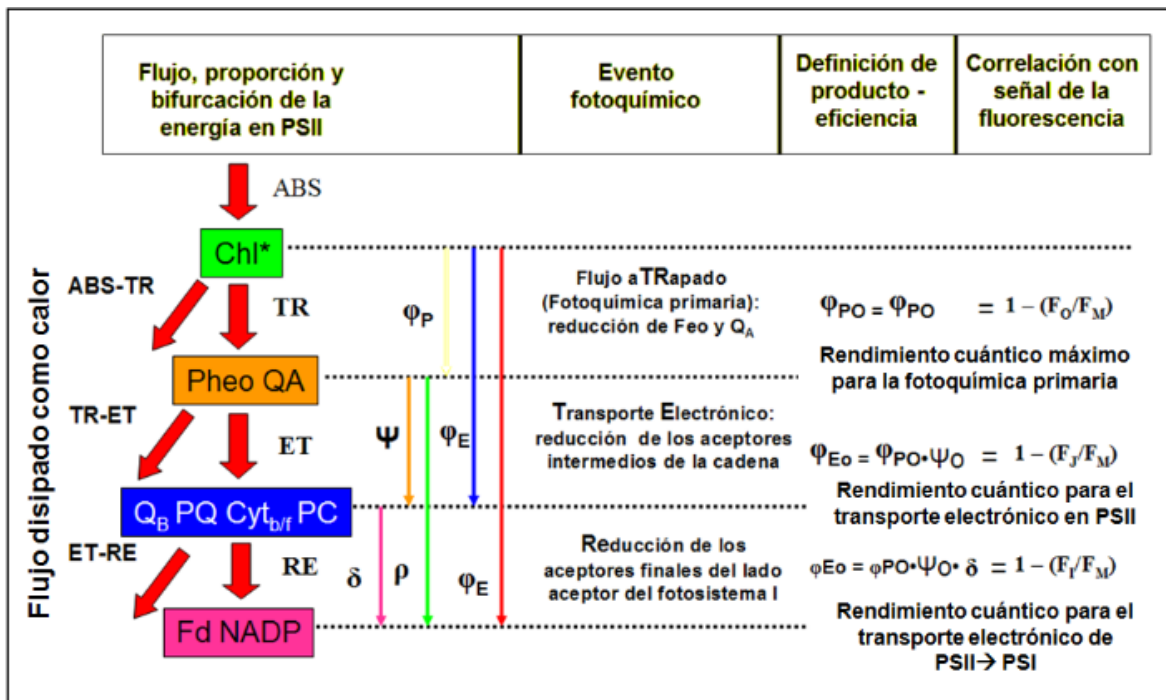 Flujo, proporción y
bifurcación de la
energía en PSII
Evento
fotoquímico
Definición de
producto -
eficiencia
Correlación con
señal de la
fluorescencia
Flujo disipado como calor
ABS
Chl*
ABS-TR
TR
φP
Flujo aTRapado
(Fotoquímica primaria):
reducción de Feo y QA
φPO = φPO = 1 – (FO/FM)
Rendimiento cuántico máximo
para la fotoquímica primaria
Pheo QA
TR-ET
ET
Ψ
φE
Transporte Electrónico:
reducción de los aceptores
intermedios de la cadena
φEo = φPO•ΨO = 1 – (FJ/FM)
Rendimiento cuántico para el
transporte electrónico en PSII
QB PQ Cytb/f PC
ET-RE
RE
δ
ρ
φE
Reducción de los
aceptores finales del lado
aceptor del fotosistema I
φEo = φPO•ΨO• δ = 1 – (FI/FM)
Rendimiento cuántico para el
transporte electrónico de
PSII→ PSI
Fd NADP